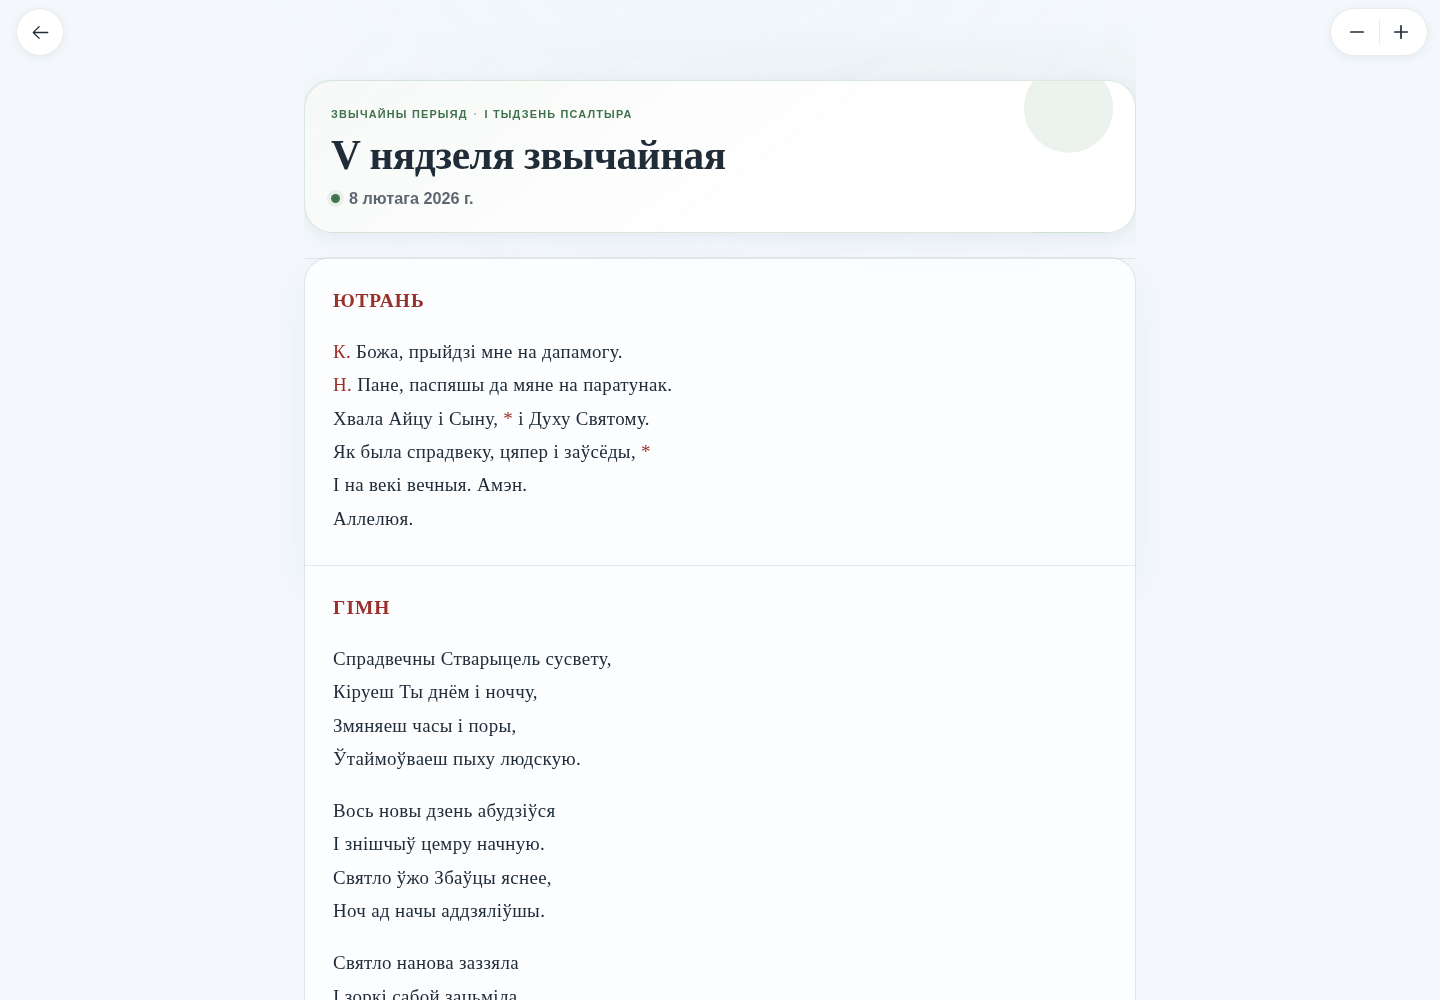 ЗВЫЧАЙНЫ ПЕРЫЯД · І ТЫДЗЕНЬ ПСАЛТЫРА
V нядзеля звычайная
8 лютага 2026 г.
ЮТРАНЬ
К. Божа, прыйдзі мне на дапамогу.
Н. Пане, паспяшы да мяне на паратунак.
Хвала Айцу і Сыну, * і Духу Святому.
Як была спрадвеку, цяпер і заўсёды, *
І на векі вечныя. Амэн.
Аллелюя.
ГІМН
Спрадвечны Стварыцель сусвету,
Кіруеш Ты днём і ноччу,
Змяняеш часы і поры,
Ўтаймоўваеш пыху людскую.
Вось новы дзень абудзіўся
І знішчыў цемру начную.
Святло ўжо Збаўцы яснее,
Ноч ад начы аддзяліўшы.
Святло нанова заззяла
І зоркі сабой зацьміла